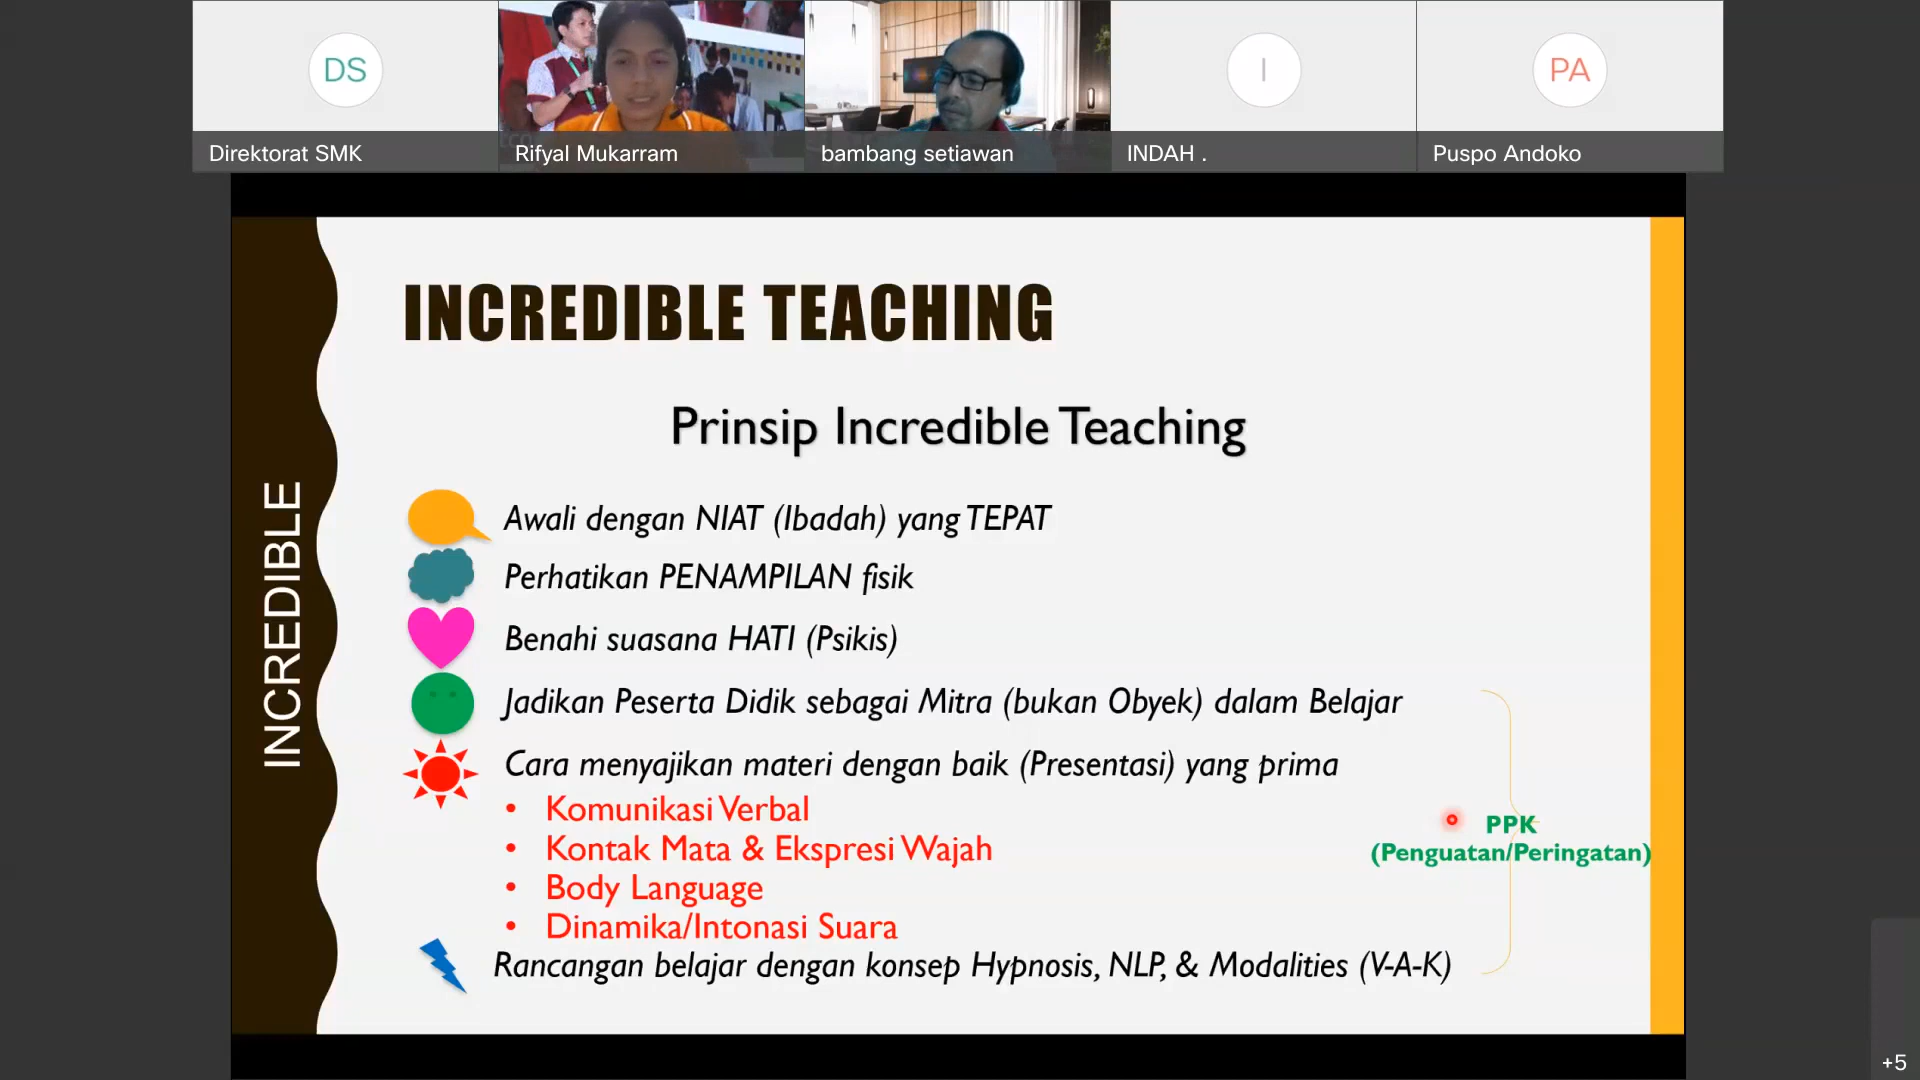 DS
I
PA
Direktorat SMK
Rifyal Mukarram
bambang setiawan
INDAH .
Puspo Andoko
INCREDIBLE
INCREDIBLE TEACHING
Prinsip Incredible Teaching
Awali dengan NIAT (Ibadah) yang TEPAT
Perhatikan PENAMPILAN fisik
Benahi suasana HATI (Psikis)
Jadikan Peserta Didik sebagai Mitra (bukan Obyek) dalam Belajar
Cara menyajikan materi dengan baik (Presentasi) yang prima
• Komunikasi Verbal
• Kontak Mata & Ekspresi Wajah
• Body Language
• Dinamika/Intonasi Suara
Rancangan belajar dengan konsep Hypnosis, NLP, & Modalities (V-A-K)
PPK
(Penguatan/Peringatan)
+5